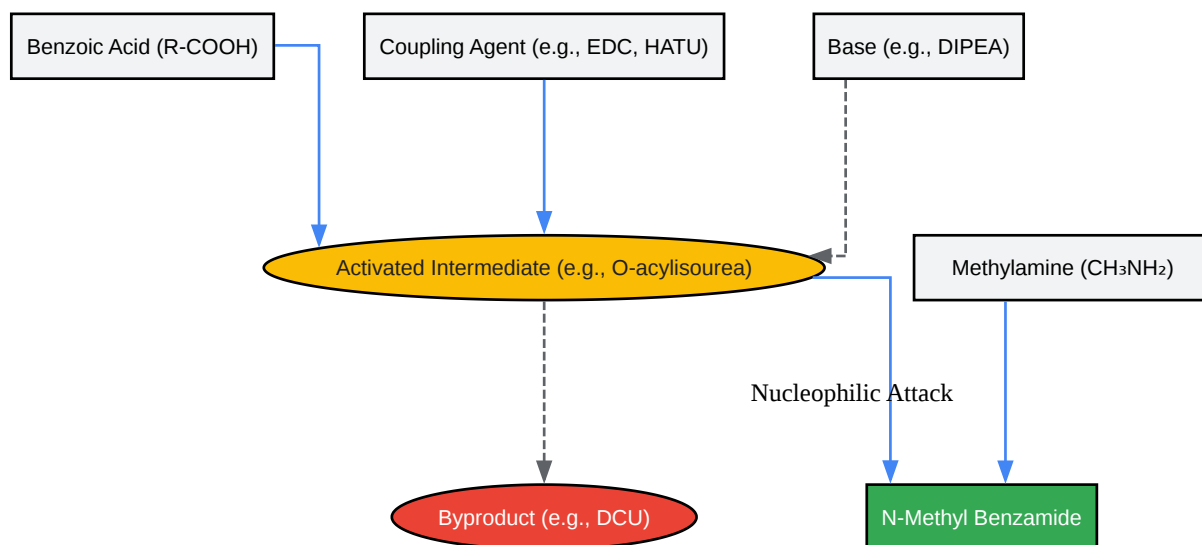 Benzoic Acid (R-COOH)
Coupling Agent (e.g., EDC, HATU)
Base (e.g., DIPEA)
Activated Intermediate (e.g., O-acylisourea)
Methylamine (CH₃NH₂)
Nucleophilic Attack
Byproduct (e.g., DCU)
N-Methyl Benzamide